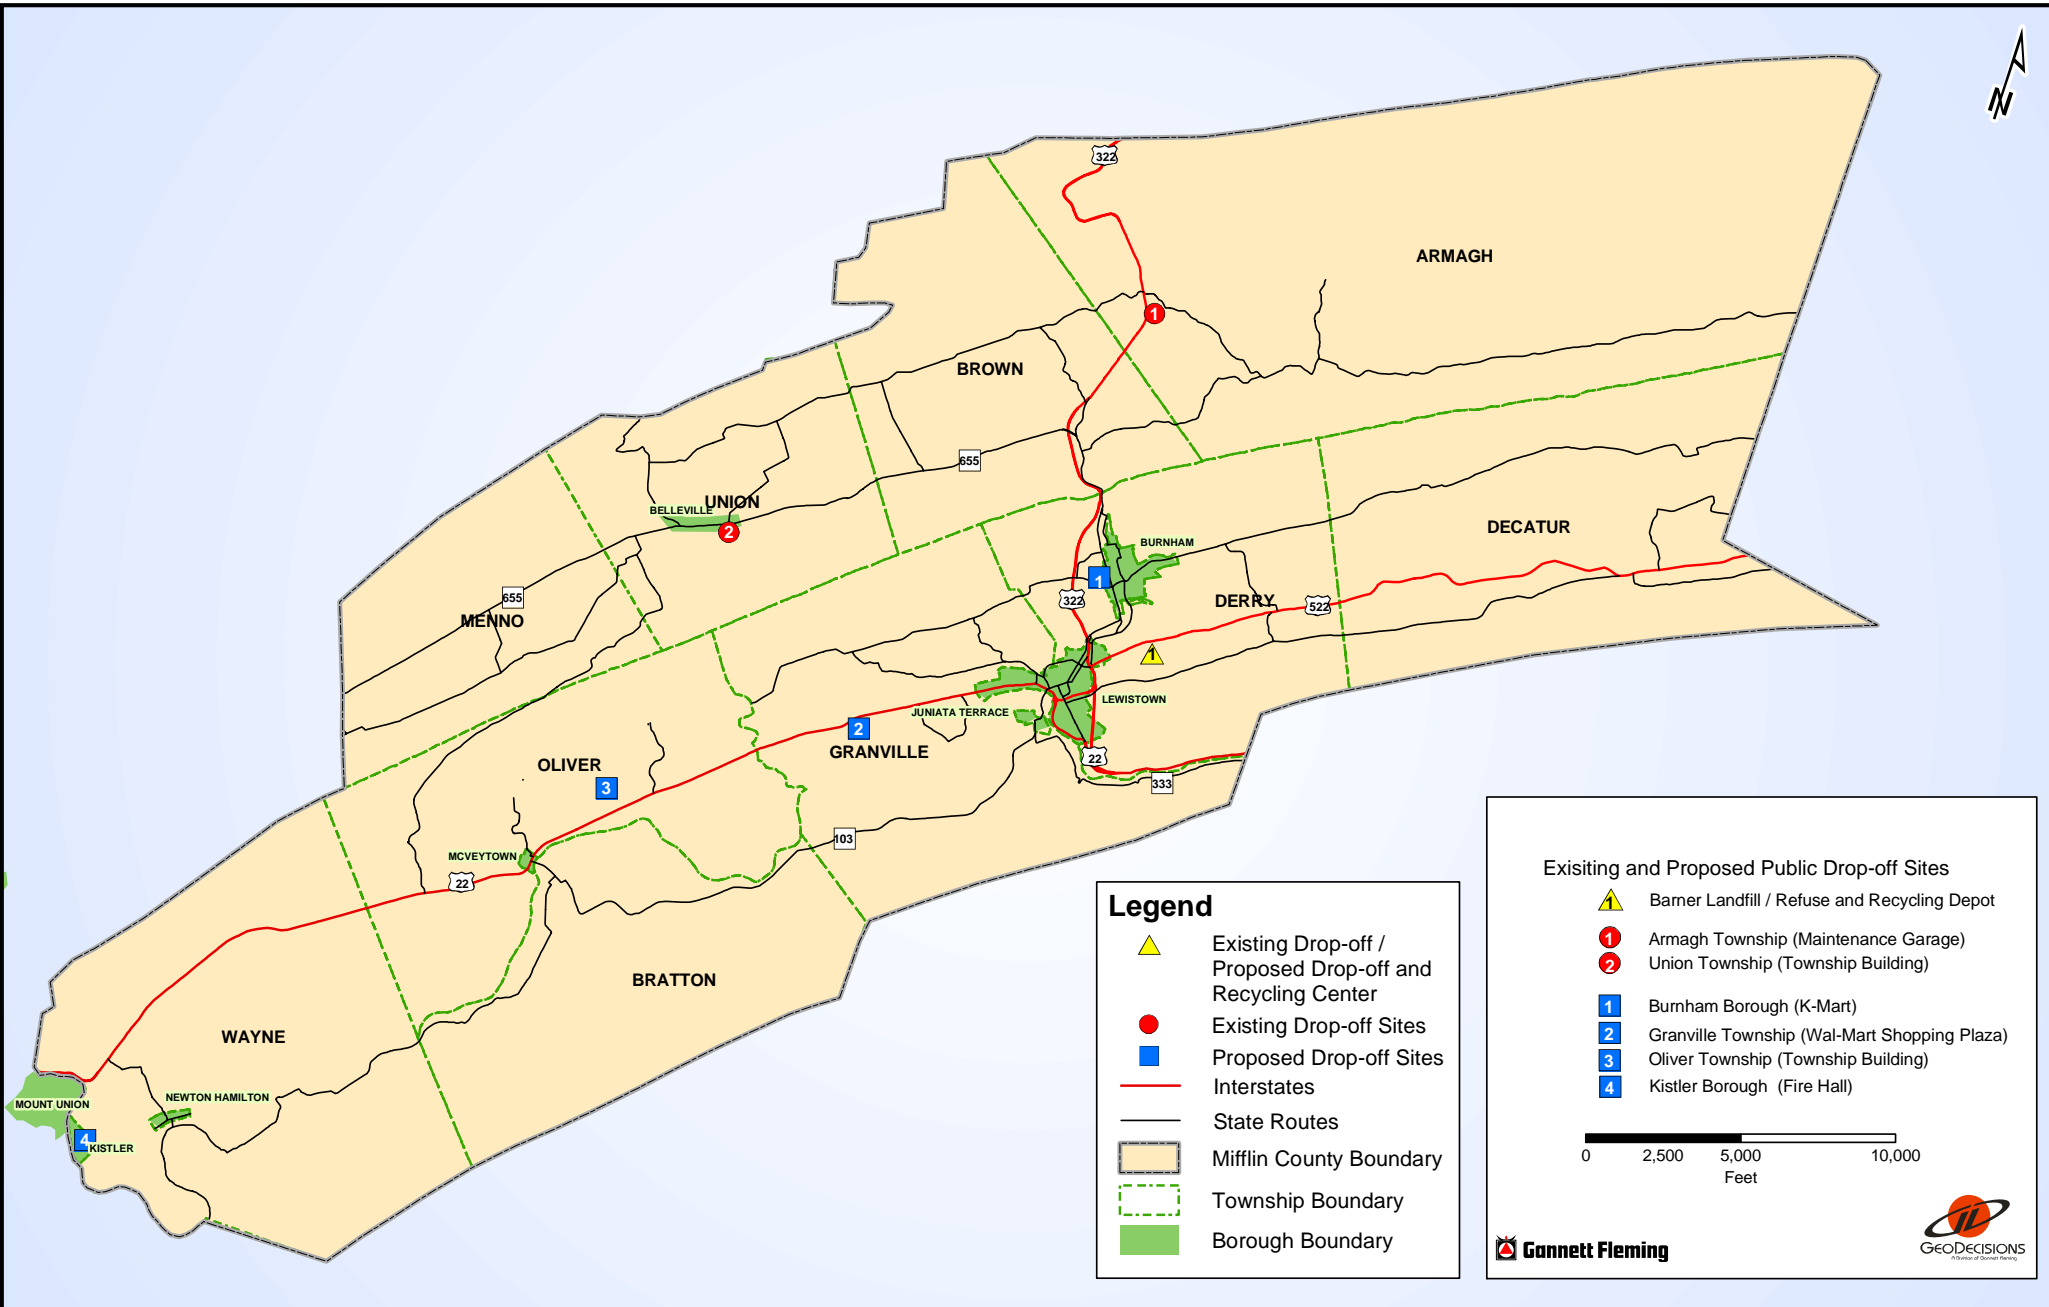 N
322
ARMAGH
1
BROWN
655
UNION
BELLEVILLE
2
DECATUR
BURNHAM
1
322
DERRY
522
655
MENNO
1
LEWISTOWN
JUNIATA TERRACE
2
GRANVILLE
22
333
OLIVER
3
103
MCVEYTOWN
22
BRATTON
WAYNE
NEWTON HAMILTON
MOUNT UNION
4
KISTLER
Legend
Existing Drop-off /
Proposed Drop-off and
Recycling Center
Existing Drop-off Sites
Proposed Drop-off Sites
Interstates
State Routes
Mifflin County Boundary
Township Boundary
Borough Boundary
Exisiting and Proposed Public Drop-off Sites
1 Barner Landfill / Refuse and Recycling Depot
1 Armagh Township (Maintenance Garage)
2 Union Township (Township Building)
1 Burnham Borough (K-Mart)
2 Granville Township (Wal-Mart Shopping Plaza)
3 Oliver Township (Township Building)
4 Kistler Borough (Fire Hall)
0 2,500 5,000 10,000
Feet
Gannett Fleming
GEODECISIONS
A Division of Gannett Fleming